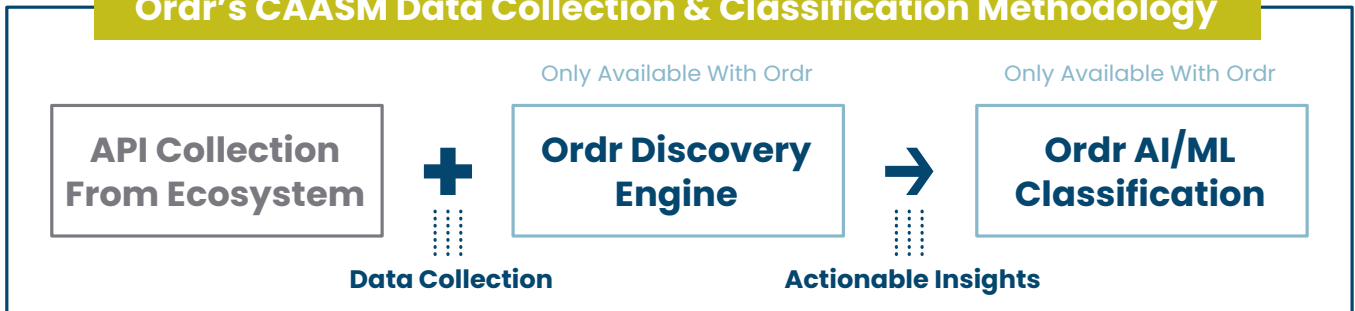 Ordr's CAASM Data Collection & Classification Methodology
Only Available With Ordr
Only Available With Ordr
API Collection
From Ecosystem
Ordr Discovery
Engine
Ordr AI/ML
Classification
Data Collection
Actionable Insights